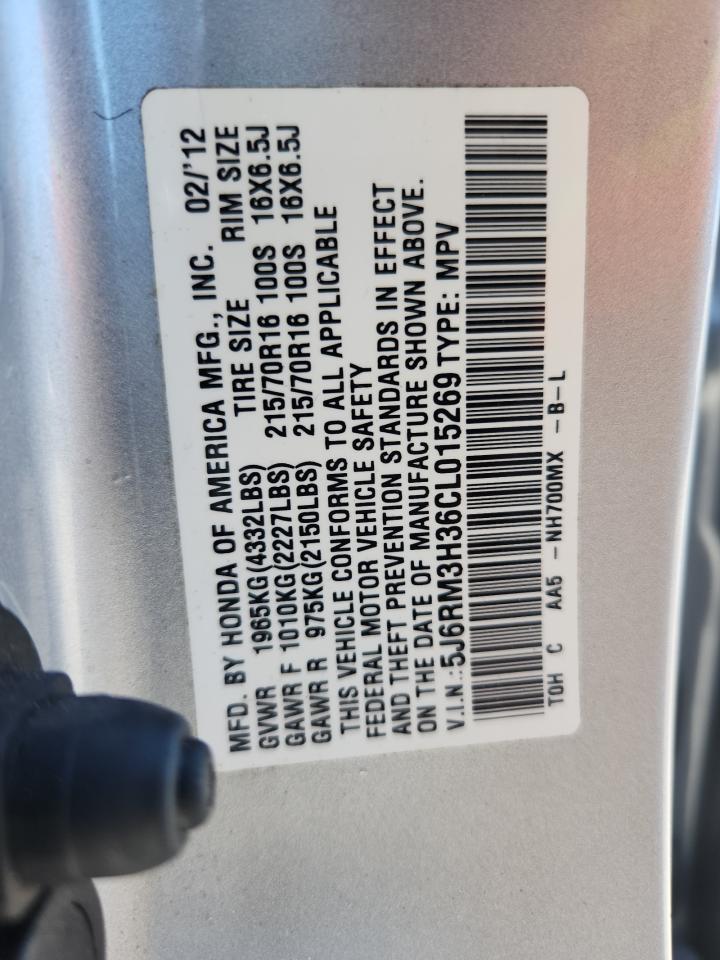 MFD. BY HONDA OF AMERICA MFG., INC. 02/'12
GVWR 1965KG(4332LBS) TIRE SIZE RIM SIZE
GAWR F 1010KG(2227LBS) 215/70R16 100S 16X6.5J
GAWR R 975KG(2150LBS) 215/70R16 100S 16X6.5J
THIS VEHICLE CONFORMS TO ALL APPLICABLE
FEDERAL MOTOR VEHICLE SAFETY
AND THEFT PREVENTION STANDARDS IN EFFECT
ON THE DATE OF MANUFACTURE SHOWN ABOVE.
V.I.N.:5J6RM3H36CL015269 TYPE: MPV
TOH C AA5 -NH700MX -B-L